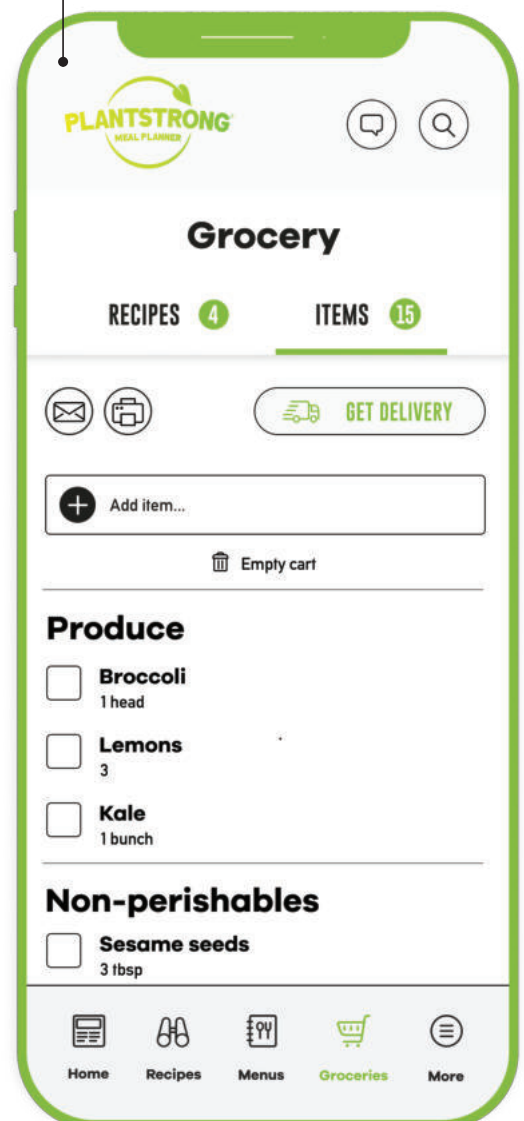 PLANTSTRONG
MEAL PLANNER
Grocery
RECIPES 4
ITEMS 15
GET DELIVERY
Add item...
Empty cart
Produce
Broccoli
1 head
Lemons
3
Kale
1 bunch
Non-perishables
Sesame seeds
3 tbsp
Home
Recipes
Menus
Groceries
More